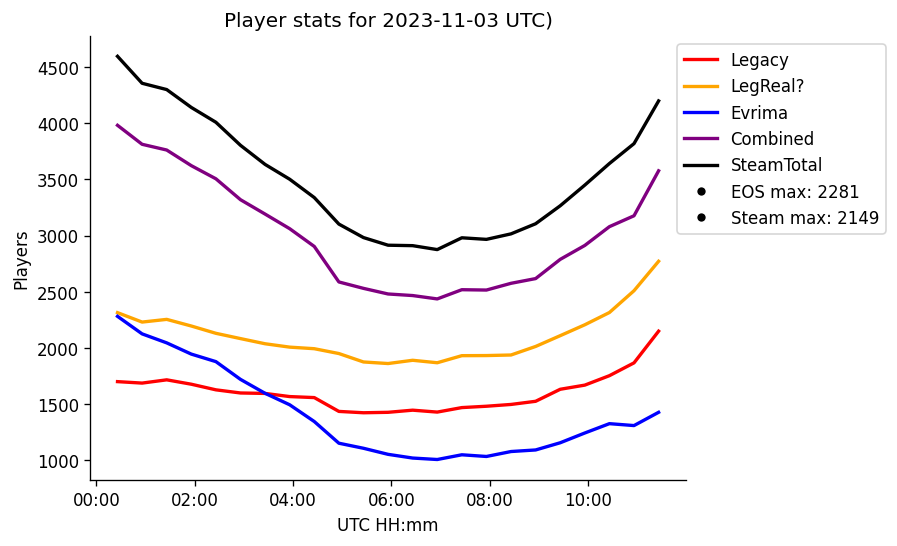 Player stats for 2023-11-03 UTC)
Players
4500
4000
3500
3000
2500
2000
1500
1000
00:00 02:00 04:00 06:00 08:00 10:00
UTC HH:mm
Legacy
LegReal?
Evrima
Combined
SteamTotal
EOS max: 2281
Steam max: 2149